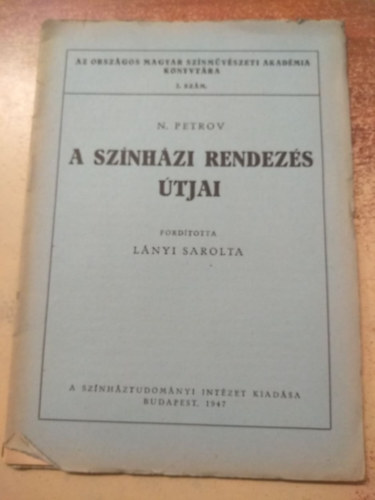 AZ ORSZÁGOS MAGYAR SZÍNMŰVÉSZETI AKADÉMIA
KÖNYVTÁRA
2. SZÁM.
N. PETROV
A SZÍNHÁZI RENDEZÉS
ÚTJAI
FORDÍTOTTA
LÁNYI SAROLTA
A SZÍNHÁZTUDOMÁNYI INTÉZET KIADÁSA
BUDAPEST, 1947